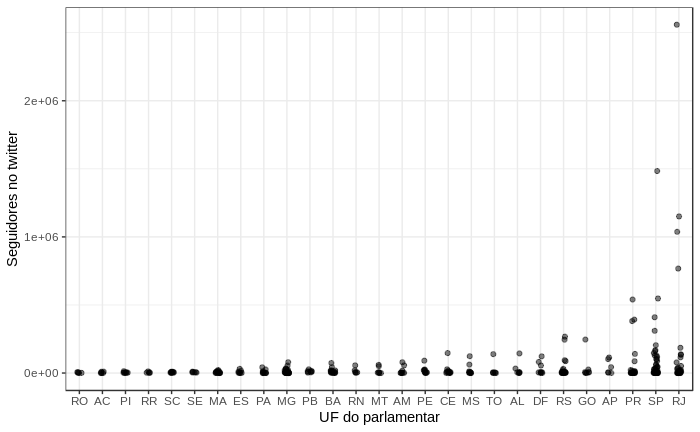 Seguidores no twitter
2e+06
1e+06
0e+00
RO AC PI RR SC SE MA ES PA MG PB BA RN MT AM PE CE MS TO AL DF RS GO AP PR SP RJ
UF do parlamentar